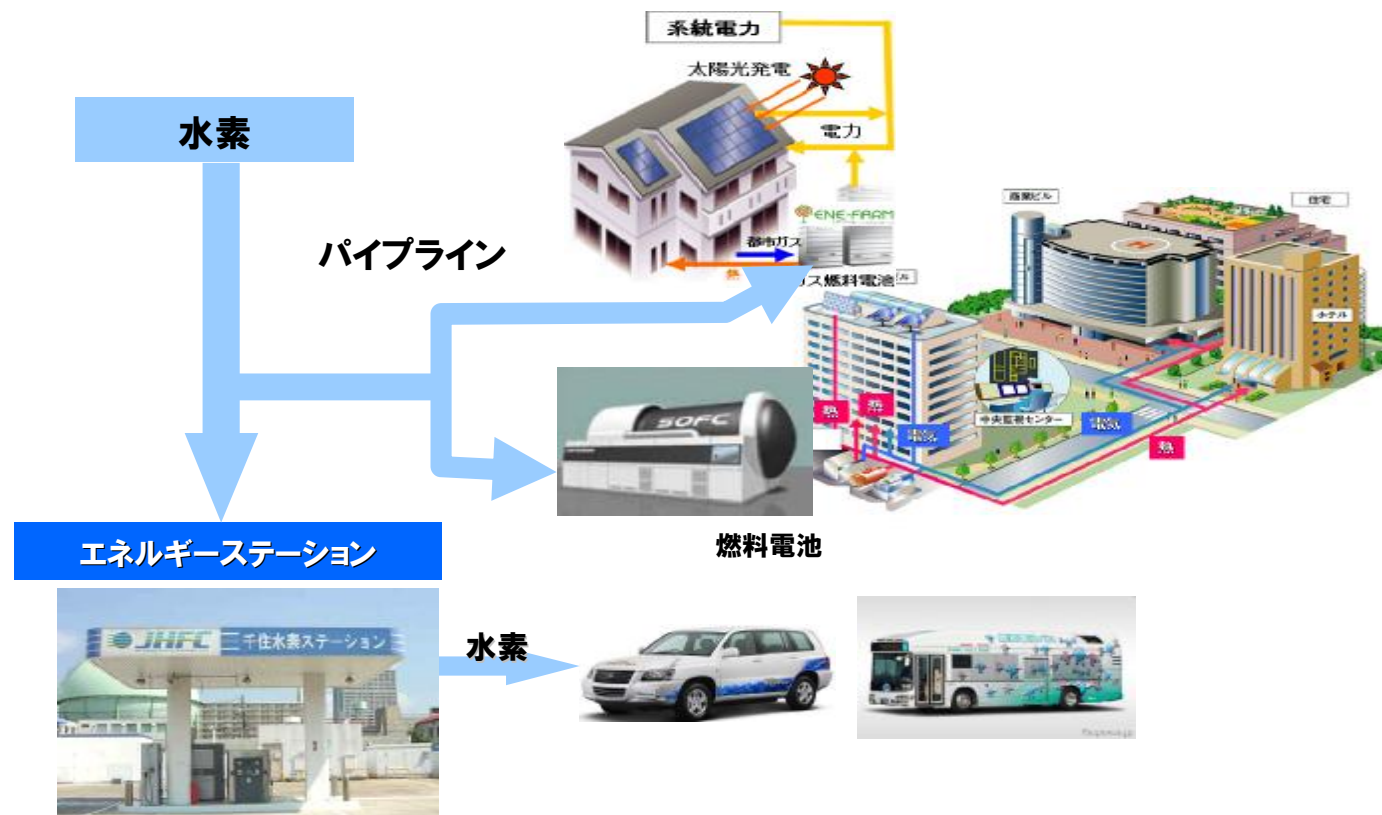 系統電力
太陽光発電
水素
電力
商業ビル
住宅
ENE-FARM
パイプライン
都市ガス
熱
ス燃料電池
ホテル
SOFC
熱
熱
電気
中央監視センター
電気
熱
燃料電池
エネルギーステーション
JHFC 千住水素ステーション
水素